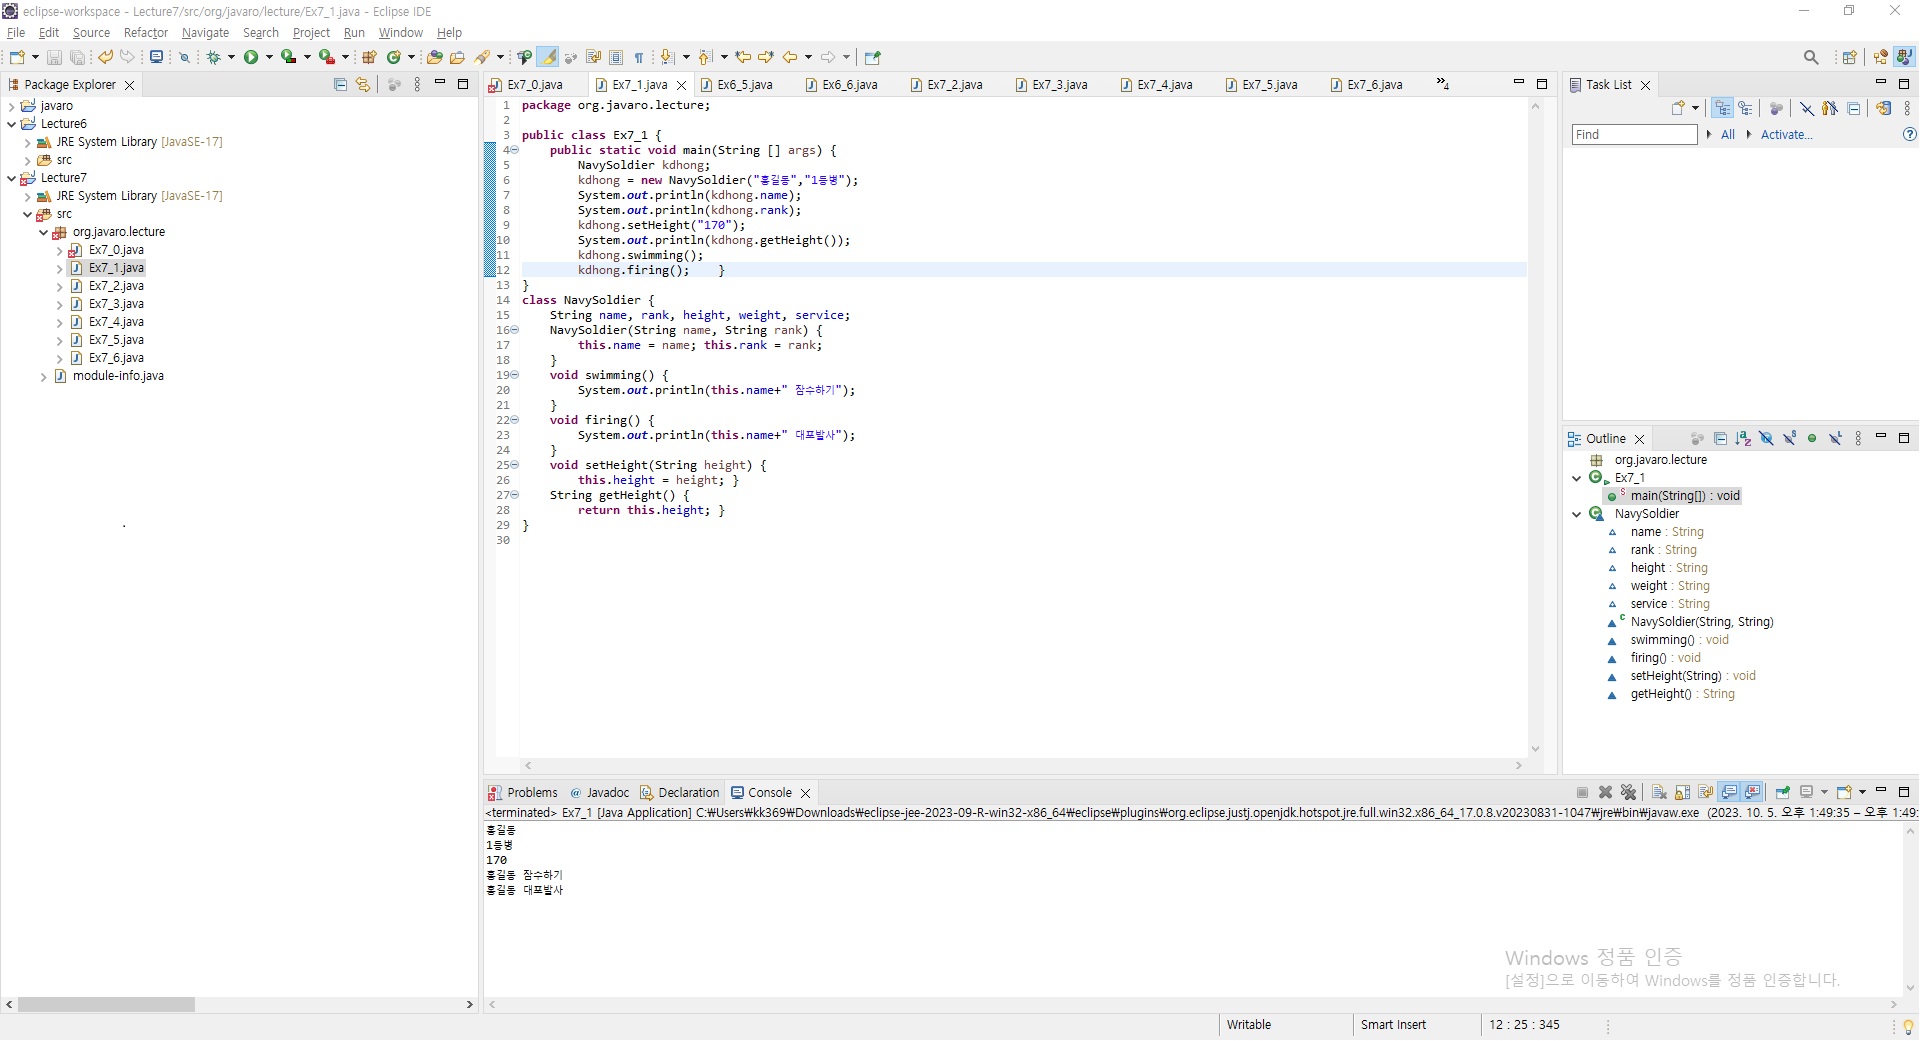 eclipse-workspace - Lecture7/src/org/javaro/lecture/Ex7_1.java - Eclipse IDE
File Edit Source Refactor Navigate Search Project Run Window Help
Package Explorer
javaro
Lecture6
JRE System Library [JavaSE-17]
src
Lecture7
JRE System Library [JavaSE-17]
src
org.javaro.lecture
Ex7_0.java
Ex7_1.java
Ex7_2.java
Ex7_3.java
Ex7_4.java
Ex7_5.java
Ex7_6.java
module-info.java
Ex7_0.java Ex7_1.java Ex6_5.java Ex6_6.java Ex7_2.java Ex7_3.java Ex7_4.java Ex7_5.java Ex7_6.java »4
1 package org.javaro.lecture;
2
3 public class Ex7_1 {
4 public static void main(String [] args) {
5 NavySoldier kdhong;
6 kdhong = new NavySoldier("홍길동","1등병");
7 System.out.println(kdhong.name);
8 System.out.println(kdhong.rank);
9 kdhong.setHeight("170");
10 System.out.println(kdhong.getHeight());
11 kdhong.swimming();
12 kdhong.firing(); }
13 }
14 class NavySoldier {
15 String name, rank, height, weight, service;
16 NavySoldier(String name, String rank) {
17 this.name = name; this.rank = rank;
18 }
19 void swimming() {
20 System.out.println(this.name+" 잠수하기");
21 }
22 void firing() {
23 System.out.println(this.name+" 대포발사");
24 }
25 void setHeight(String height) {
26 this.height = height; }
27 String getHeight() {
28 return this.height; }
29 }
30
Task List
Find All Activate...
Outline
org.javaro.lecture
Ex7_1
main(String[]) : void
NavySoldier
name : String
rank : String
height : String
weight : String
service : String
NavySoldier(String, String)
swimming() : void
firing() : void
setHeight(String) : void
getHeight() : String
Problems Javadoc Declaration Console
<terminated> Ex7_1 [Java Application] C:₩Users₩kk369₩Downloads₩eclipse-jee-2023-09-R-win32-x86_64₩eclipse₩plugins₩org.eclipse.justj.openjdk.hotspot.jre.full.win32.x86_64_17.0.8.v20230831-1047₩jre₩bin₩javaw.exe (2023. 10. 5. 오후 1:49:35 – 오후 1:49:
홍길동
1등병
170
홍길동 잠수하기
홍길동 대포발사
Windows 정품 인증
[설정]으로 이동하여 Windows를 정품 인증합니다.
Writable Smart Insert 12 : 25 : 345